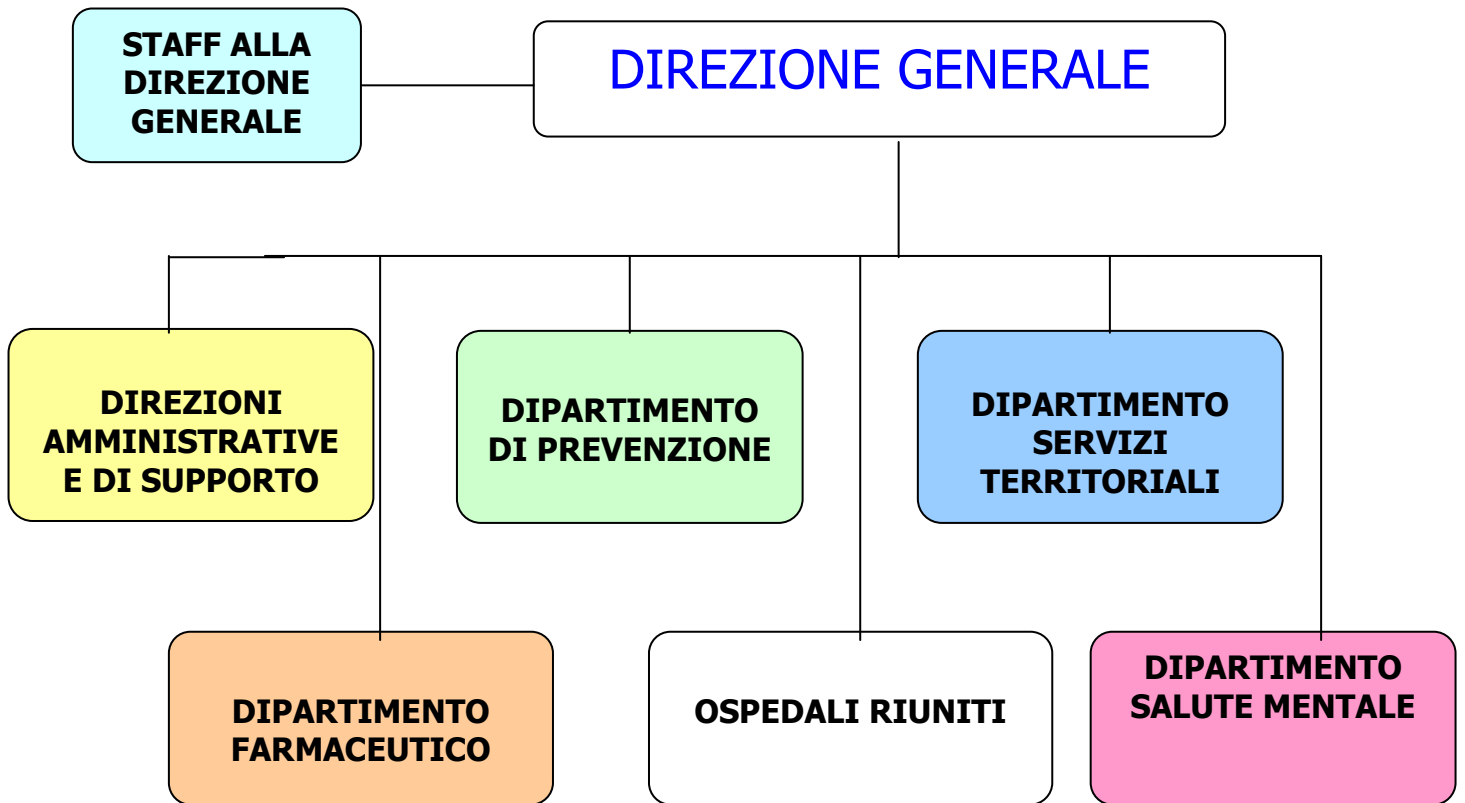 STAFF ALLA
DIREZIONE
GENERALE
DIREZIONE GENERALE
DIREZIONI
AMMINISTRATIVE
E DI SUPPORTO
DIPARTIMENTO
DI PREVENZIONE
DIPARTIMENTO
SERVIZI
TERRITORIALI
DIPARTIMENTO
FARMACEUTICO
OSPEDALI RIUNITI
DIPARTIMENTO
SALUTE MENTALE